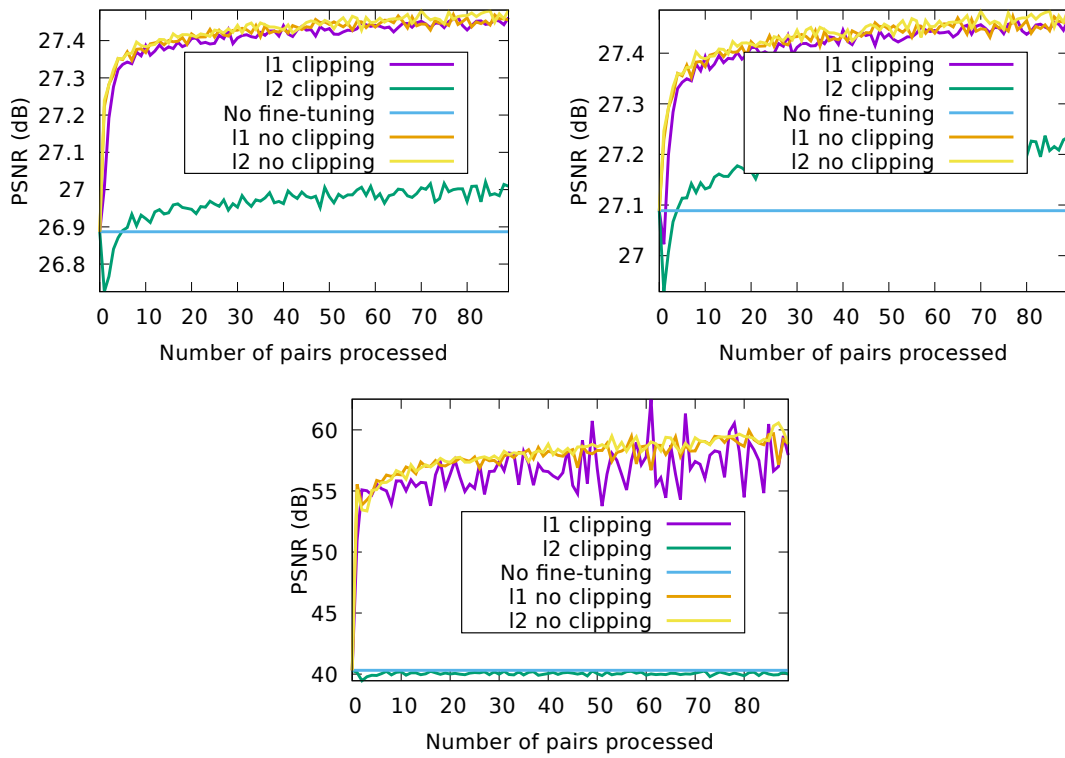 PSNR (dB)
27.4
27.3
27.2
27.1
27
26.9
26.8
0 10 20 30 40 50 60 70 80
Number of pairs processed
l1 clipping
l2 clipping
No fine-tuning
l1 no clipping
l2 no clipping
PSNR (dB)
27.4
27.3
27.2
27.1
27
0 10 20 30 40 50 60 70 80
Number of pairs processed
l1 clipping
l2 clipping
No fine-tuning
l1 no clipping
l2 no clipping
PSNR (dB)
60
55
50
45
40
0 10 20 30 40 50 60 70 80
Number of pairs processed
l1 clipping
l2 clipping
No fine-tuning
l1 no clipping
l2 no clipping